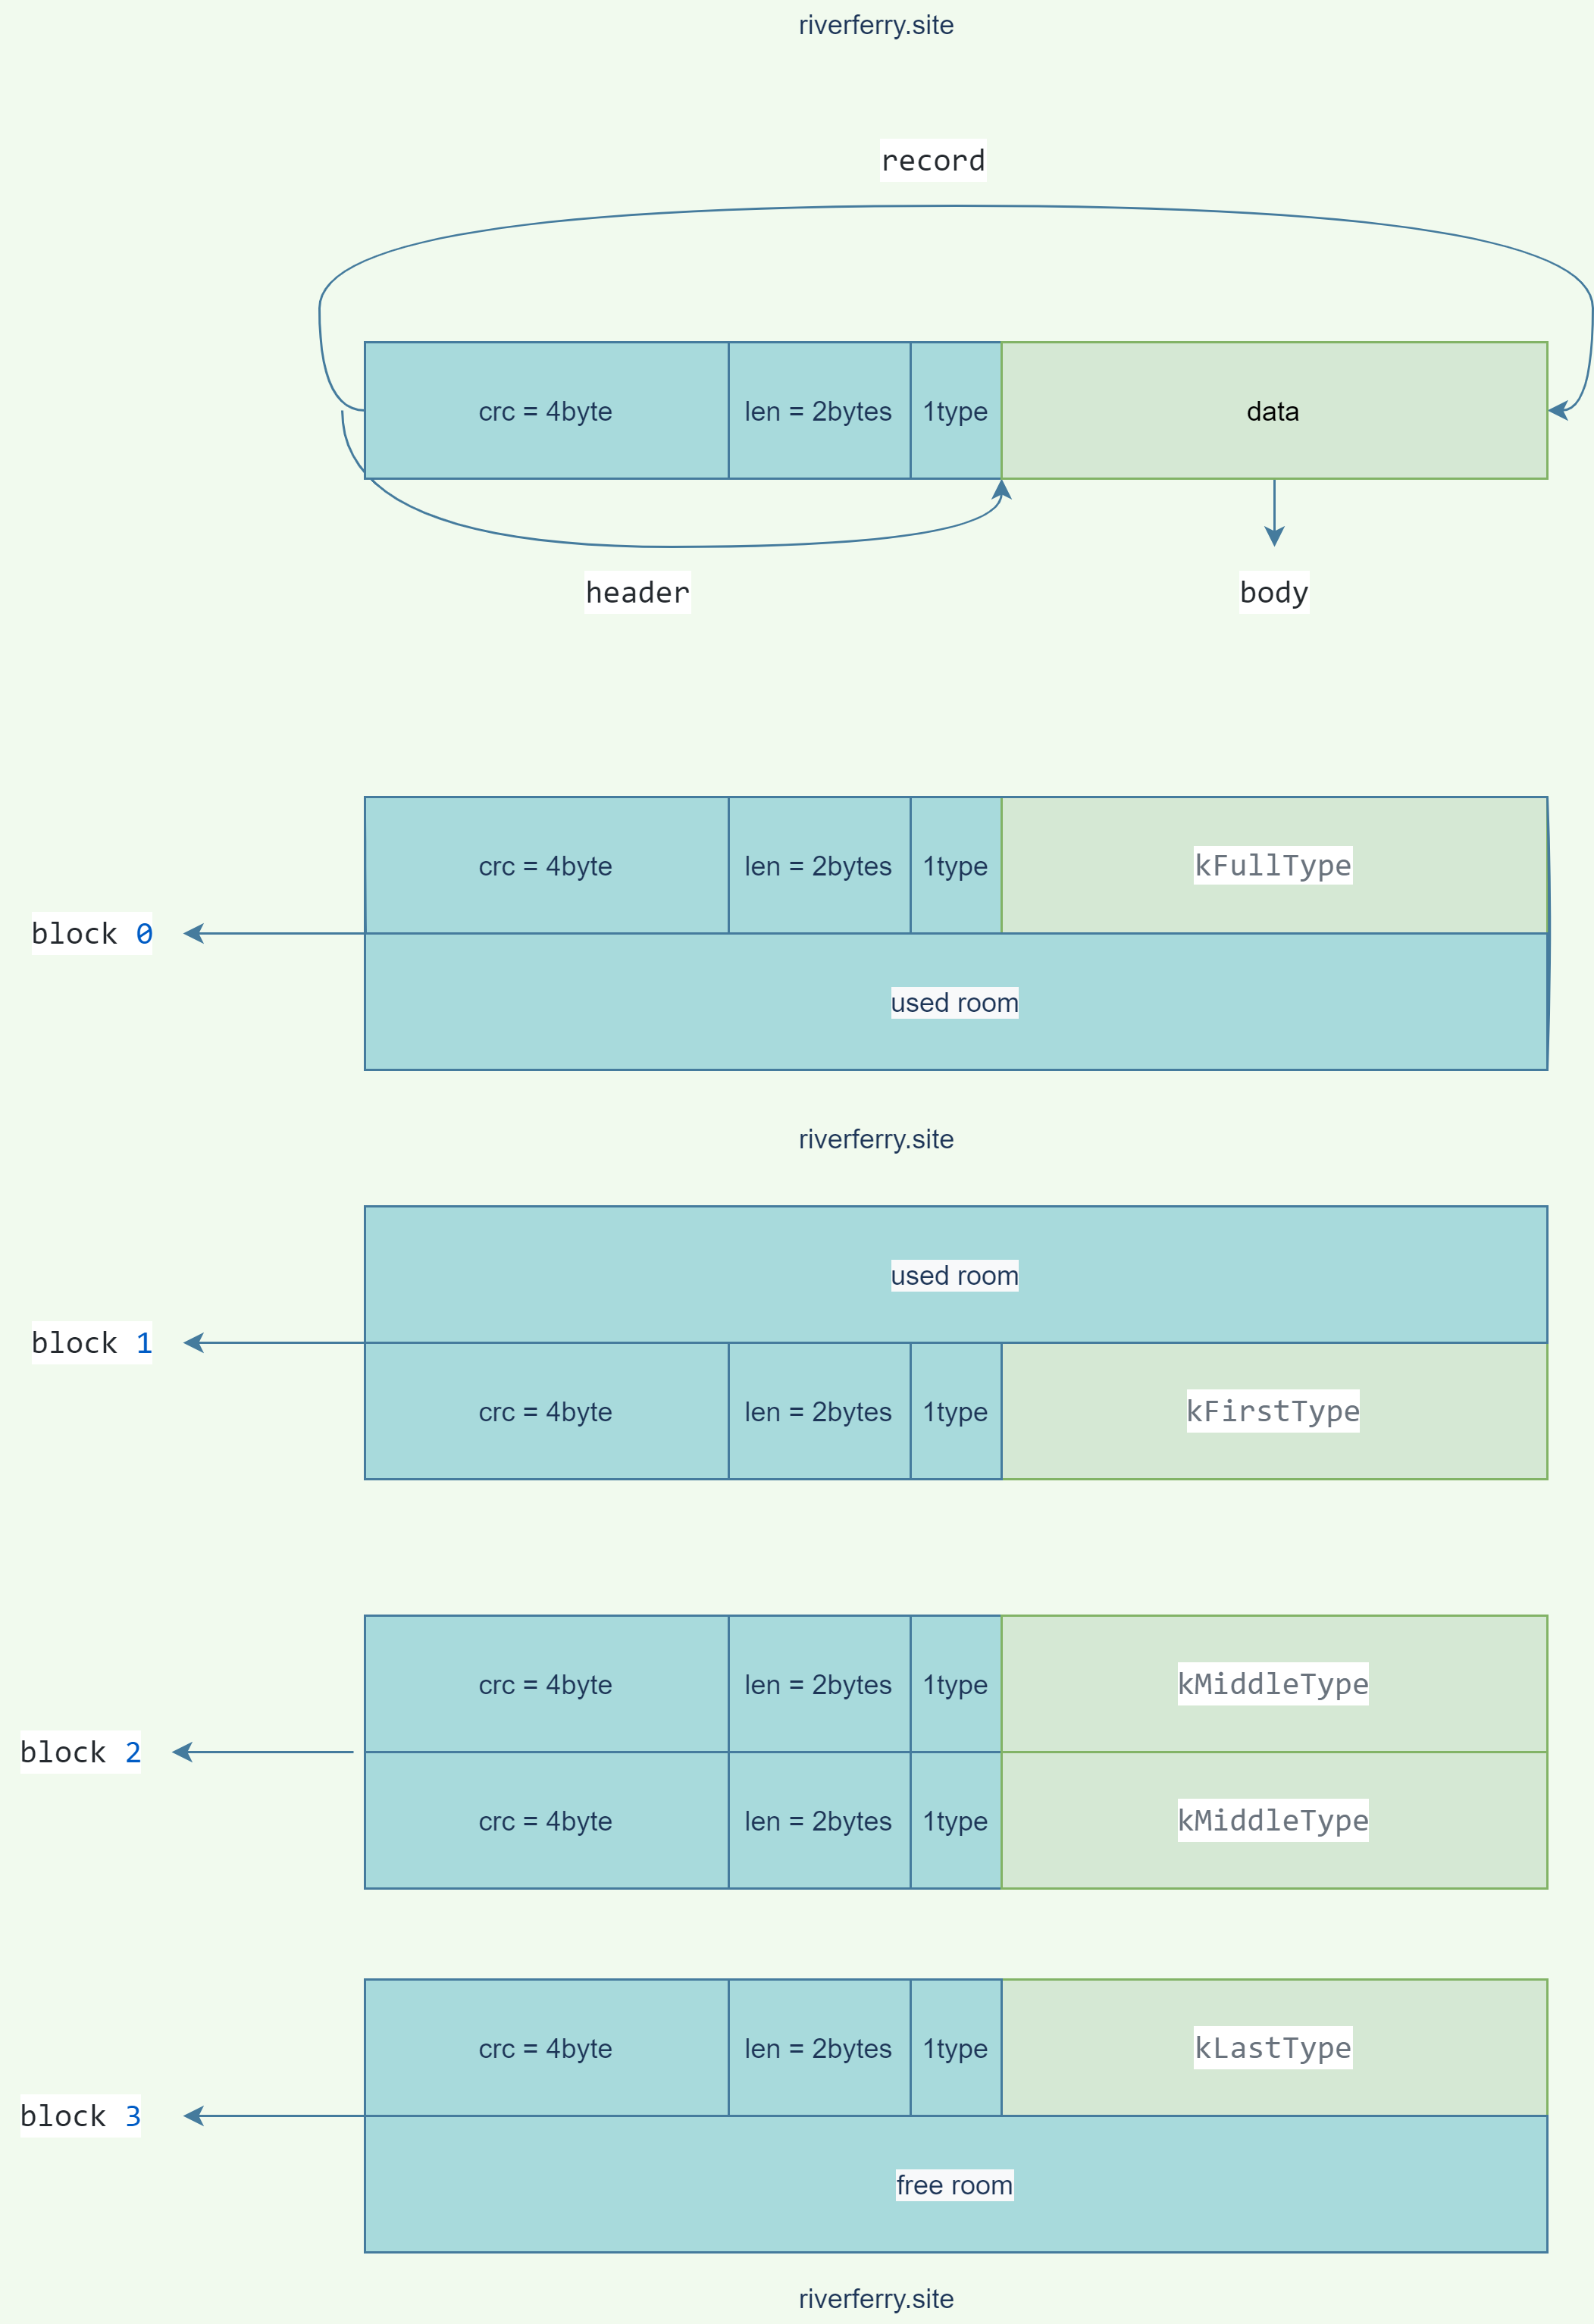 riverferry.site
record
crc = 4byte len = 2bytes 1type data
header body
crc = 4byte len = 2bytes 1type kFullType
block 0
used room
riverferry.site
used room
block 1
crc = 4byte len = 2bytes 1type kFirstType
crc = 4byte len = 2bytes 1type kMiddleType
block 2
crc = 4byte len = 2bytes 1type kMiddleType
crc = 4byte len = 2bytes 1type kLastType
block 3
free room
riverferry.site